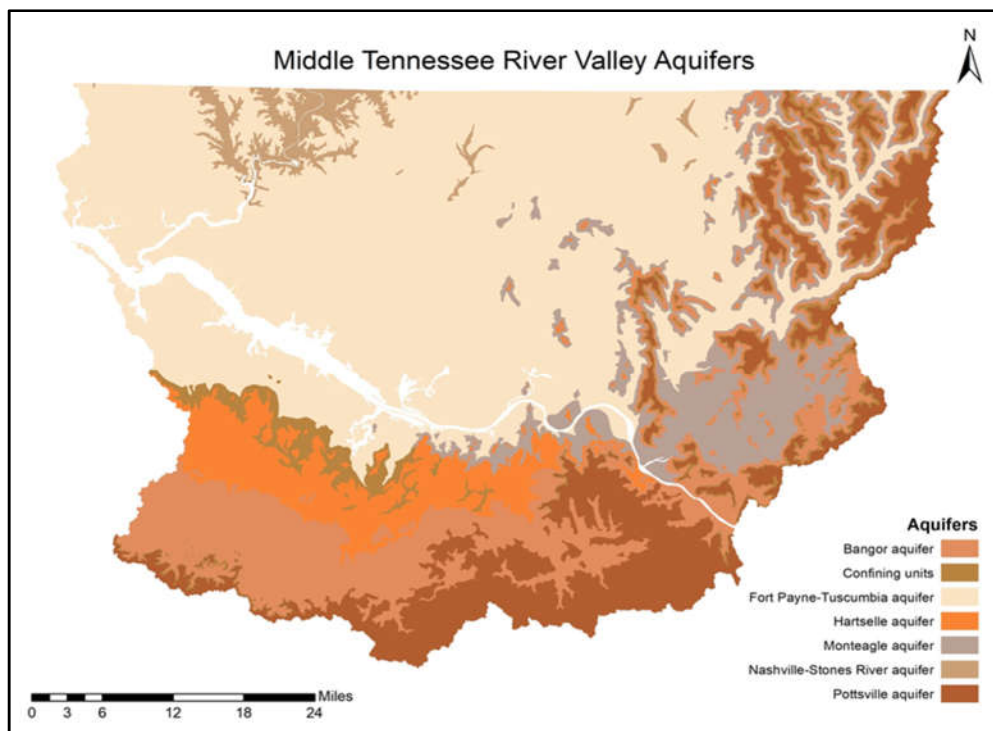 Middle Tennessee River Valley Aquifers
N
Aquifers
Bangor aquifer
Confining units
Fort Payne-Tuscumbia aquifer
Hartselle aquifer
Monteagle aquifer
Nashville-Stones River aquifer
Pottsville aquifer
Miles
0 3 6 12 18 24